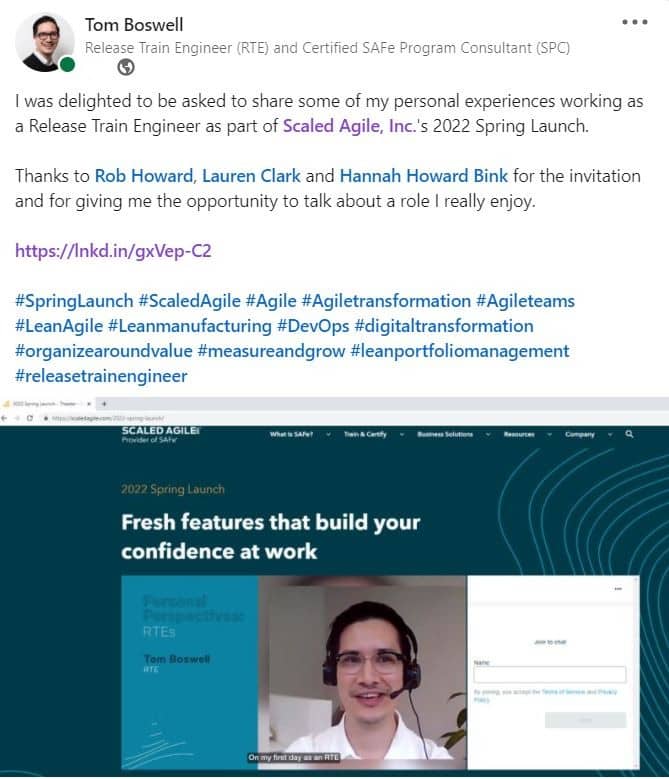 Tom Boswell
Release Train Engineer (RTE) and Certified SAFe Program Consultant (SPC)
I was delighted to be asked to share some of my personal experiences working as
a Release Train Engineer as part of Scaled Agile, Inc.'s 2022 Spring Launch.
Thanks to Rob Howard, Lauren Clark and Hannah Howard Bink for the invitation
and for giving me the opportunity to talk about a role I really enjoy.
https://lnkd.in/gxVep-C2
#SpringLaunch #ScaledAgile #Agile #Agiletransformation #Agileteams
#LeanAgile #Leanmanufacturing #DevOps #digitaltransformation
#organizearoundvalue #measureandgrow #leanportfoliomanagement
#releasetrainengineer
2022 Spring Launch - Theater
https://scaledagile.com/2022-spring-launch/
SCALED AGILE
Provider of SAFe
What is SAFe? Train & Certify Business Solutions Resources Company
2022 Spring Launch
Fresh features that build your
confidence at work
Personal
Perspectives:
RTEs
Tom Boswell
RTE
On my first day as an RTE
Join to chat
Name
By joining, you accept the Terms of Service and Privacy
Policy.